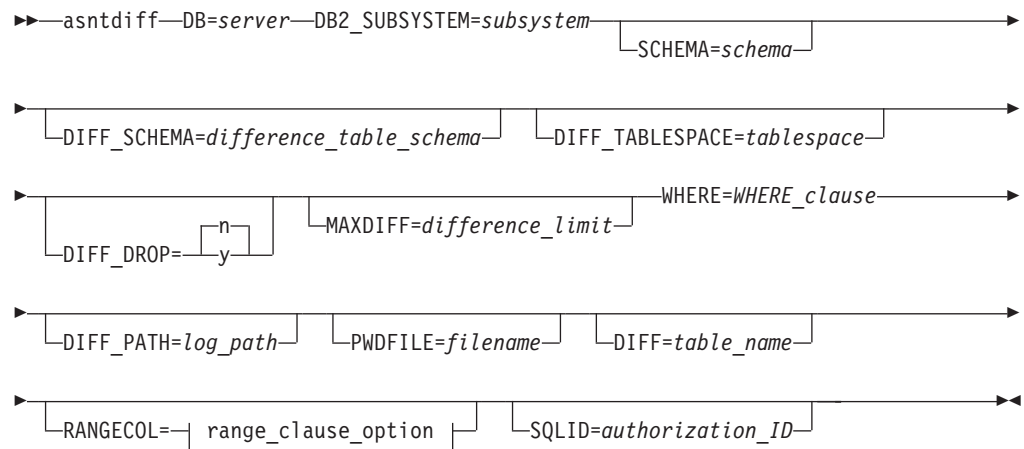 asntdiff DB=server DB2_SUBSYSTEM=subsystem
SCHEMA=schema
DIFF_SCHEMA=difference_table_schema DIFF_TABLESPACE=tablespace
WHERE=WHERE_clause
n MAXDIFF=difference_limit
DIFF_DROP= y
DIFF_PATH=log_path PWDFILE=filename DIFF=table_name
RANGECOL= range_clause_option SQLID=authorization_ID